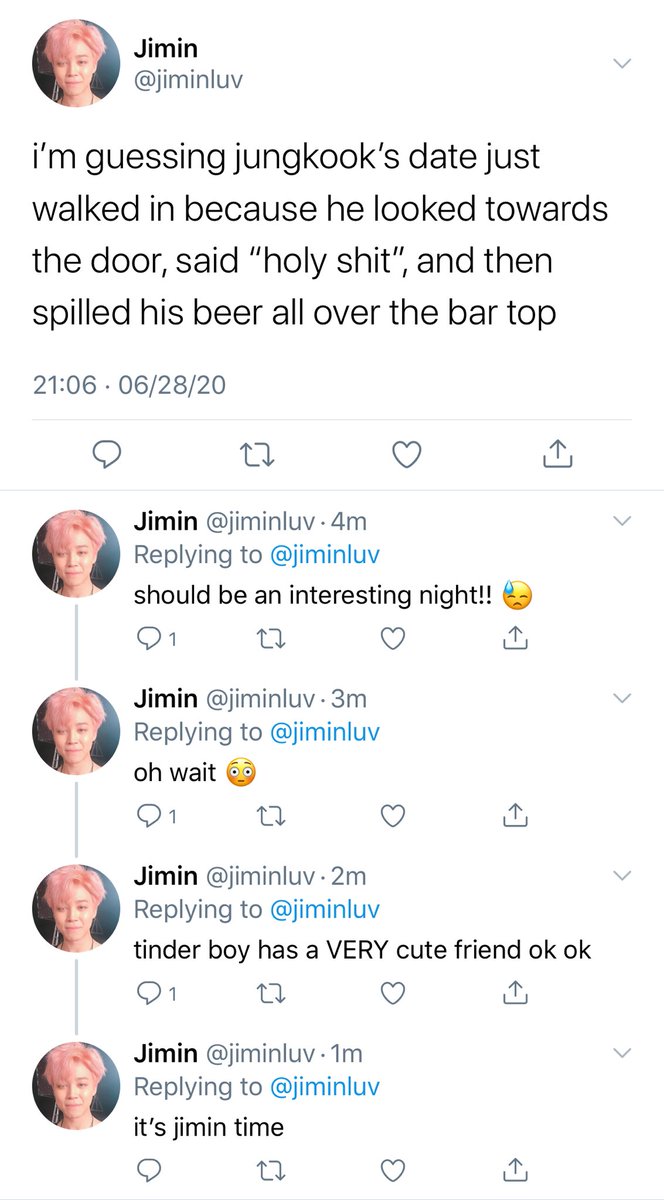 Jimin
@jiminluv
i’m guessing jungkook’s date just
walked in because he looked towards
the door, said “holy shit”, and then
spilled his beer all over the bar top
21:06 · 06/28/20
Jimin @jiminluv · 4m
Replying to @jiminluv
should be an interesting night!! 😓
1
Jimin @jiminluv · 3m
Replying to @jiminluv
oh wait 😳
1
Jimin @jiminluv · 2m
Replying to @jiminluv
tinder boy has a VERY cute friend ok ok
1
Jimin @jiminluv · 1m
Replying to @jiminluv
it’s jimin time